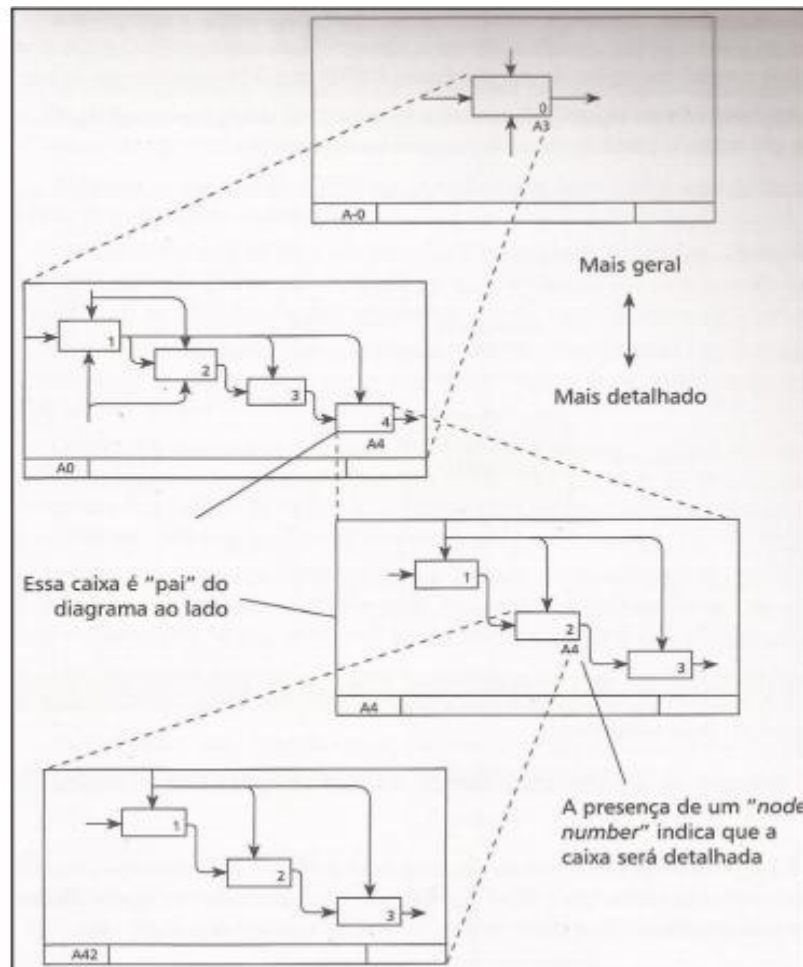 0
A3
A-0
Mais geral
Mais detalhado
1
2
3
4
A4
A0
Essa caixa é "pai" do
diagrama ao lado
1
2
A4
3
A4
A presença de um "node
number" indica que a
caixa será detalhada
1
2
3
A42